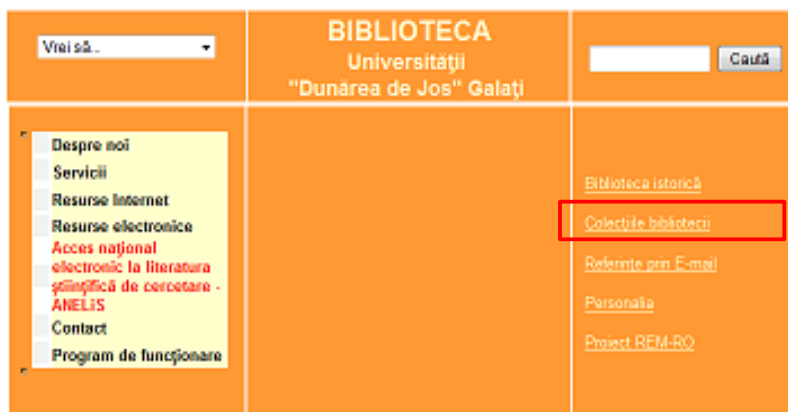 Vrei să...
BIBLIOTECA
Universităţii
"Dunărea de Jos" Galaţi
Caută
Despre noi
Servicii
Resurse Internet
Resurse electronice
Acces naţional
electronic la literatura
ştiinţifică de cercetare -
ANELiS
Contact
Program de funcţionare
Biblioteca istorică
Colecţiile bibliotecii
Referinte prin E-mail
Personalia
Proiect REM-RO